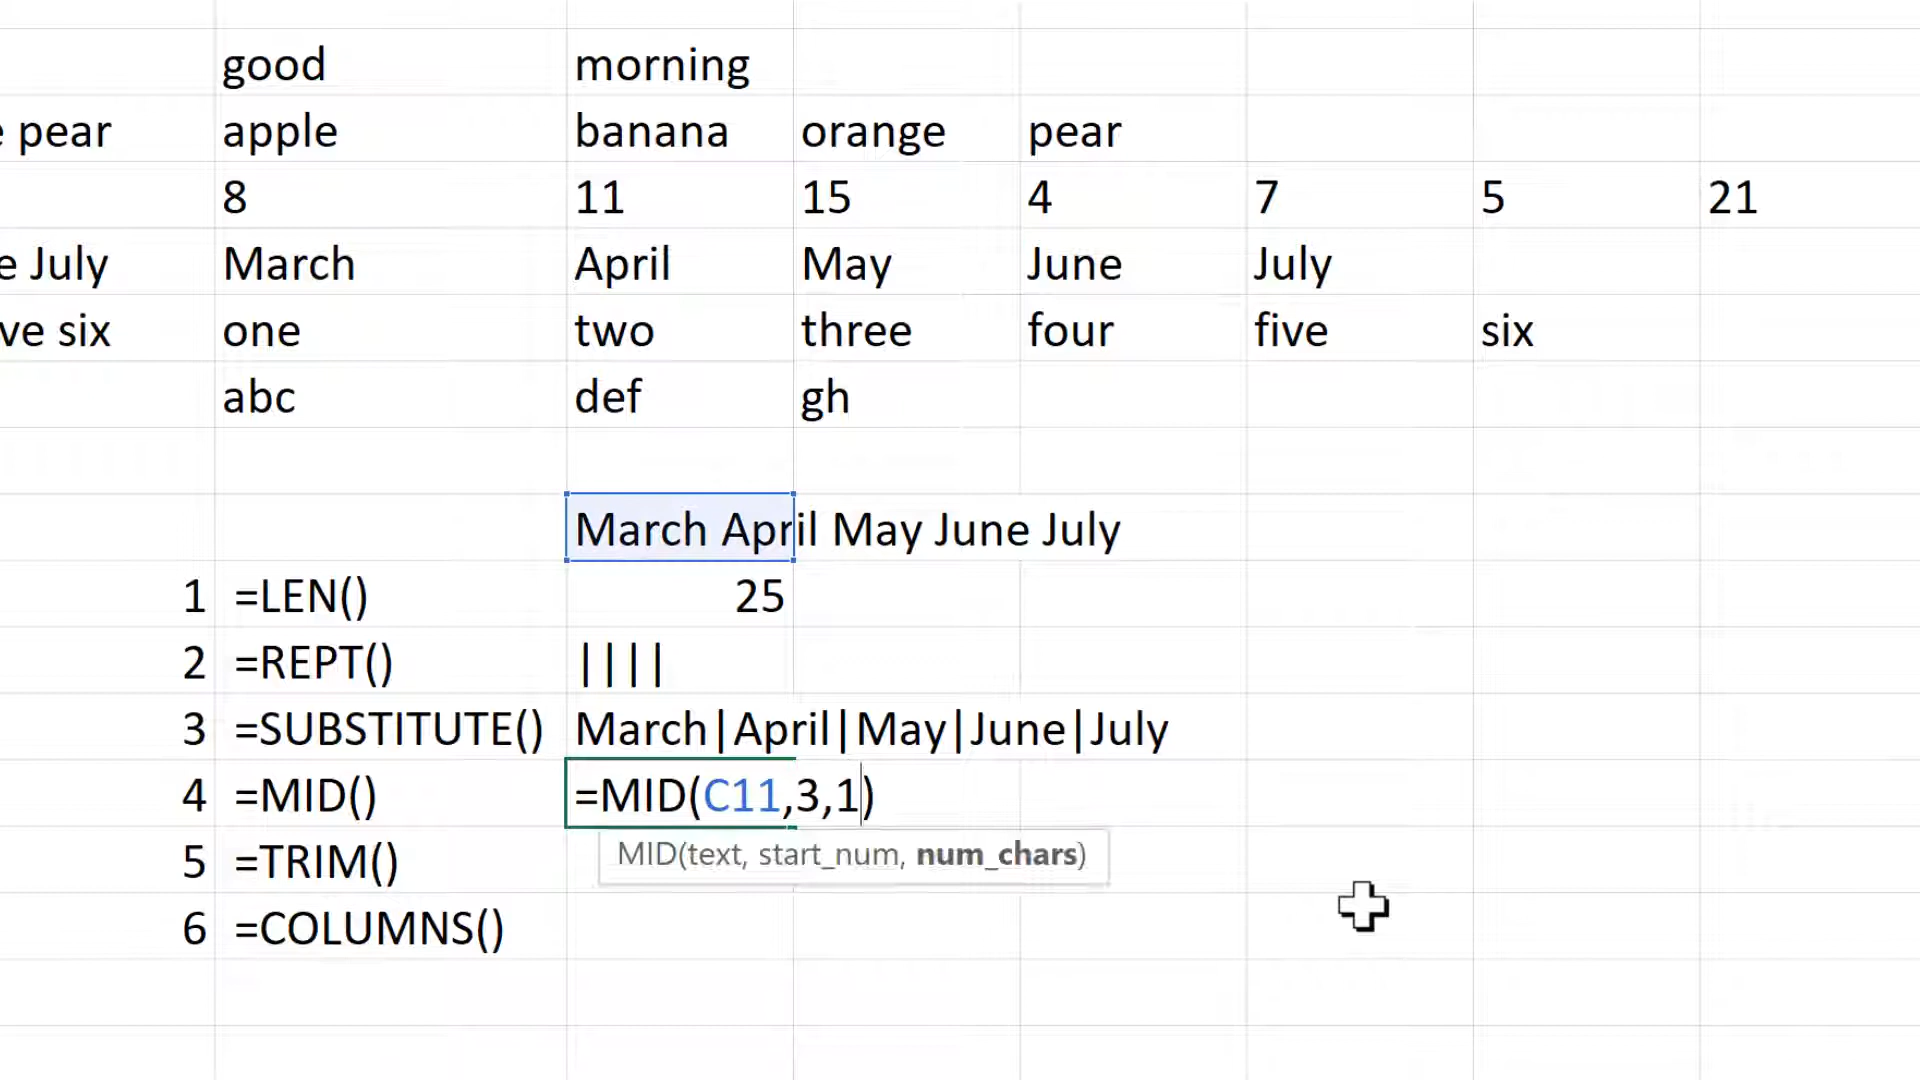 good morning
e pear apple banana orange pear
8 11 15 4 7 5 21
e July March April May June July
ve six one two three four five six
abc def gh
March April May June July
1 =LEN() 25
2 =REPT() ||||
3 =SUBSTITUTE() March|April|May|June|July
4 =MID() =MID(C11,3,1)
MID(text, start_num, num_chars)
5 =TRIM()
6 =COLUMNS()